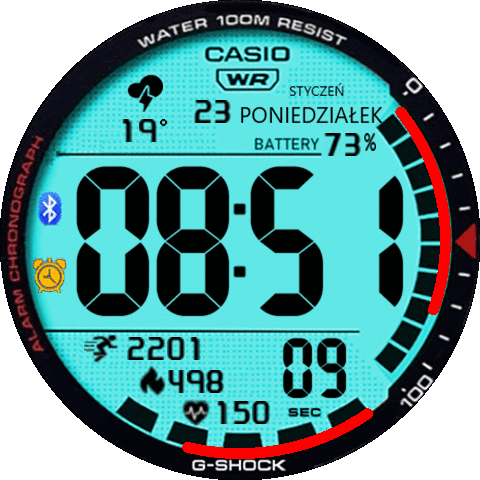 WATER 100M RESIST
CASIO
WR
STYCZEŃ
23 PONIEDZIAŁEK
19°
BATTERY 73%
08:51
ALARM CHRONOGRAPH
0
100
2201
498
09
150
SEC
G-SHOCK